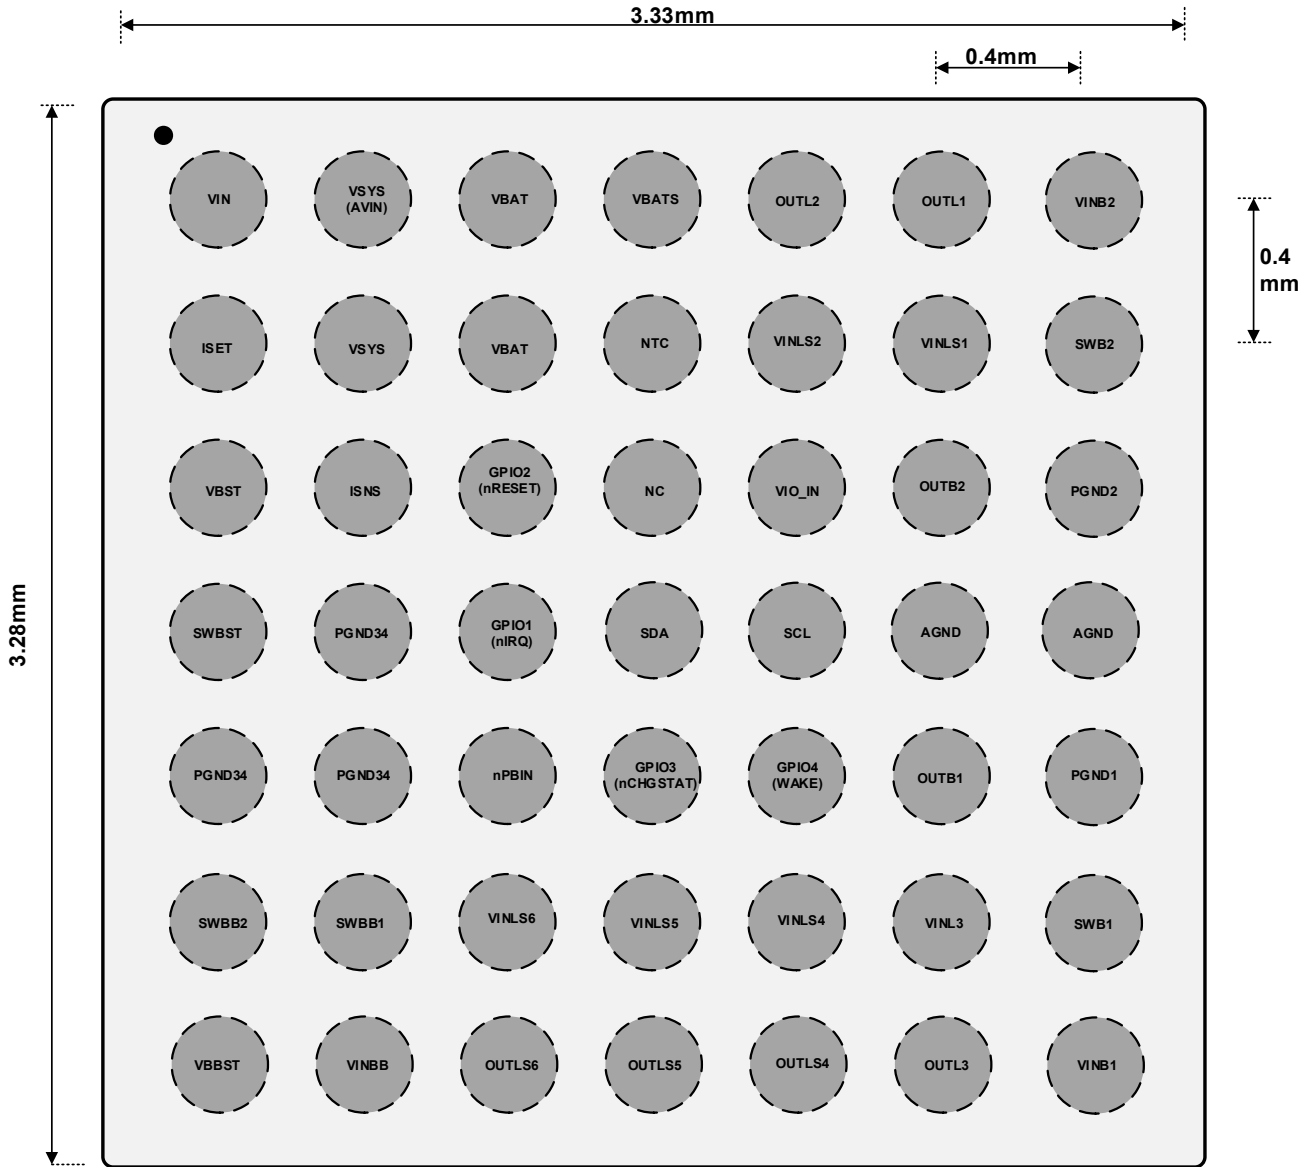 3.33mm
0.4mm
VIN
VSYS
(AVIN)
VBAT
VBATS
OUTL2
OUTL1
VINB2
0.4
mm
ISET
VSYS
VBAT
NTC
VINLS2
VINLS1
SWB2
VBST
ISNS
GPIO2
(nRESET)
NC
VIO_IN
OUTB2
PGND2
3.28mm
SWBST
PGND34
GPIO1
(nIRQ)
SDA
SCL
AGND
AGND
PGND34
PGND34
nPBIN
GPIO3
(nCHGSTAT)
GPIO4
(WAKE)
OUTB1
PGND1
SWBB2
SWBB1
VINLS6
VINLS5
VINLS4
VINL3
SWB1
VBBST
VINBB
OUTLS6
OUTLS5
OUTLS4
OUTL3
VINB1